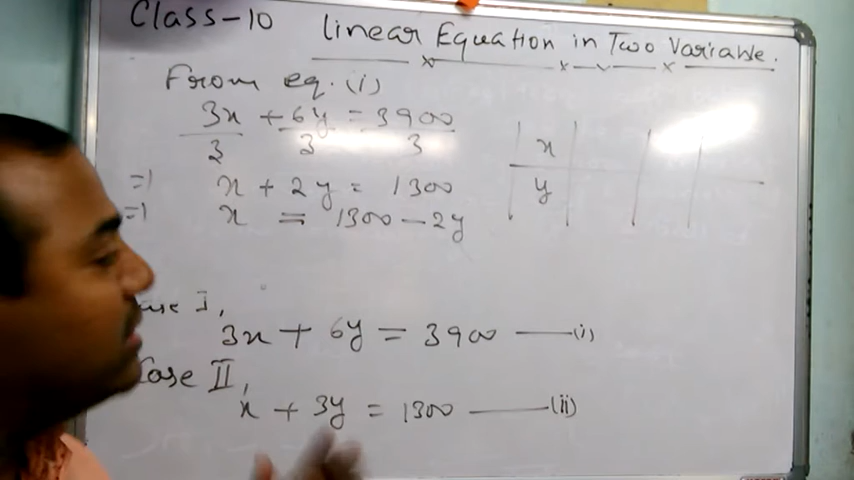 Class-10 Linear Equation in Two Variable.
From eq. (i)
3x + 6y = 3900
3 3 3
=> x + 2y = 1300
=> x = 1300 - 2y
x
y
Case I,
3x + 6y = 3900 —— (i)
Case II,
x + 3y = 1300 —— (ii)